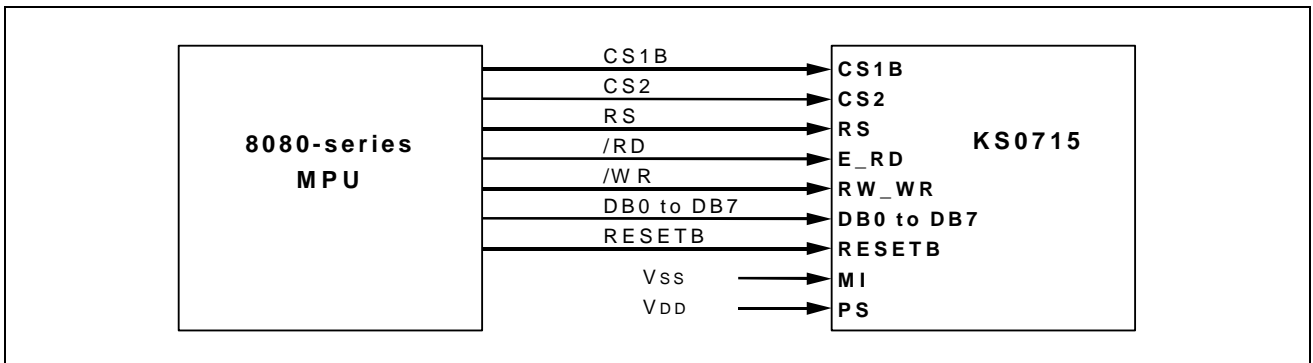 8080-series
MPU
CS1B
CS2
RS
/RD
/WR
DB0 to DB7
RESETB
VSS
VDD
CS1B
CS2
RS
E_RD
RW_WR
DB0 to DB7
RESETB
MI
PS
KS0715